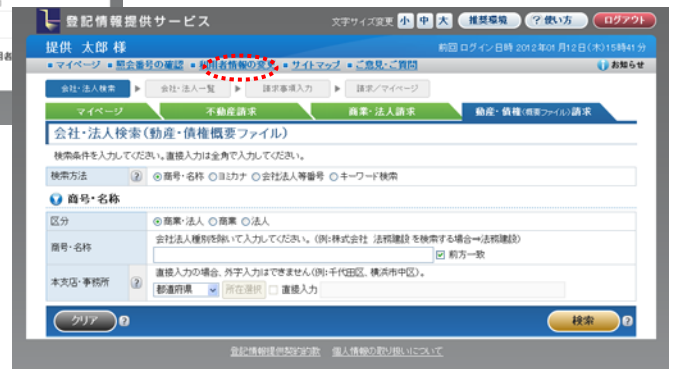 登記情報提供サービス 文字サイズ変更 小 中 大 推奨環境 ?使い方 ログアウト
提供 太郎 様 前回ログイン日時 2012年01月12日(木)15時41分
マイページ 照会番号の確認 利用者情報の変更 サイトマップ ご意見・ご質問 お知らせ
会社・法人検索 会社・法人一覧 請求事項入力 請求/マイページ
マイページ 不動産請求 商業・法人請求 動産・債権(概要ファイル)請求
会社・法人検索(動産・債権概要ファイル)
検索条件を入力してください。直接入力は全角で入力してください。
検索方法 ? 商号・名称 ヨミカナ 会社法人等番号 キーワード検索
商号・名称
区分 商業・法人 商業 法人
会社法人種別を除いて入力してください。(例:株式会社 法務建設 を検索する場合⇒法務建設)
商号・名称 前方一致
直接入力の場合、外字入力はできません(例:千代田区、横浜市中区)。
本支店・事務所 ? 都道府県 所在選択 直接入力
クリア ? 検索 ?
登記情報提供契約約款 個人情報の取り扱いについて